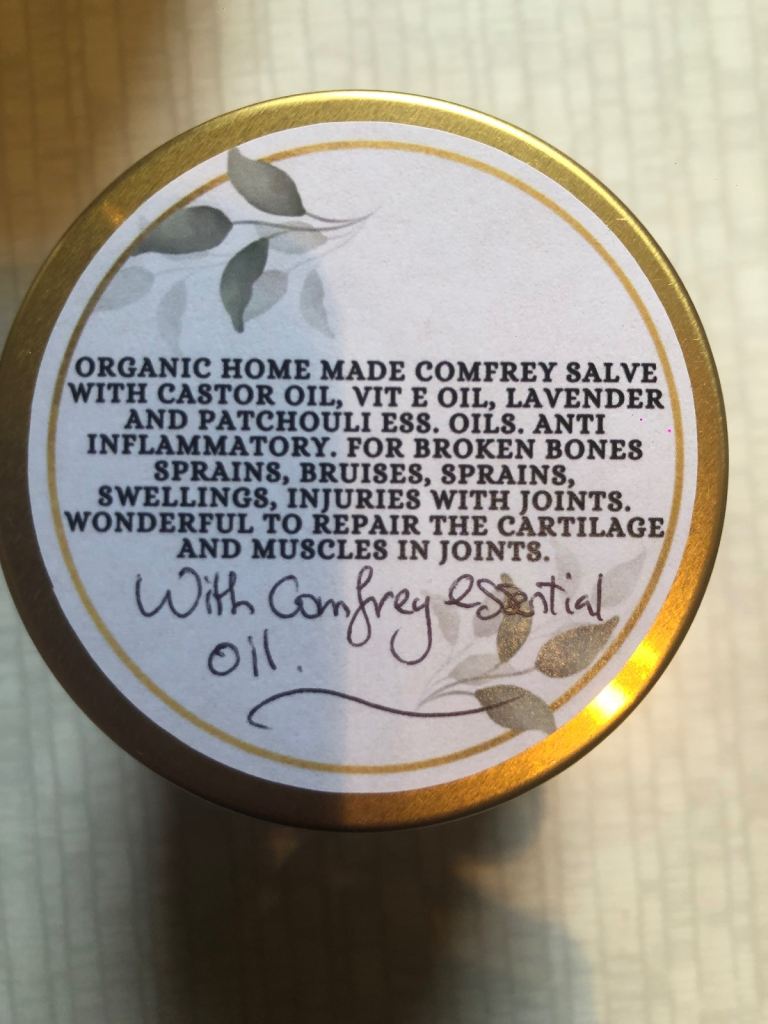 ORGANIC HOME MADE COMFREY SALVE
WITH CASTOR OIL, VIT E OIL, LAVENDER
AND PATCHOULI ESS. OILS. ANTI
INFLAMMATORY. FOR BROKEN BONES
SPRAINS, BRUISES, SPRAINS,
SWELLINGS, INJURIES WITH JOINTS.
WONDERFUL TO REPAIR THE CARTILAGE
AND MUSCLES IN JOINTS.
With Comfrey essential
oil.